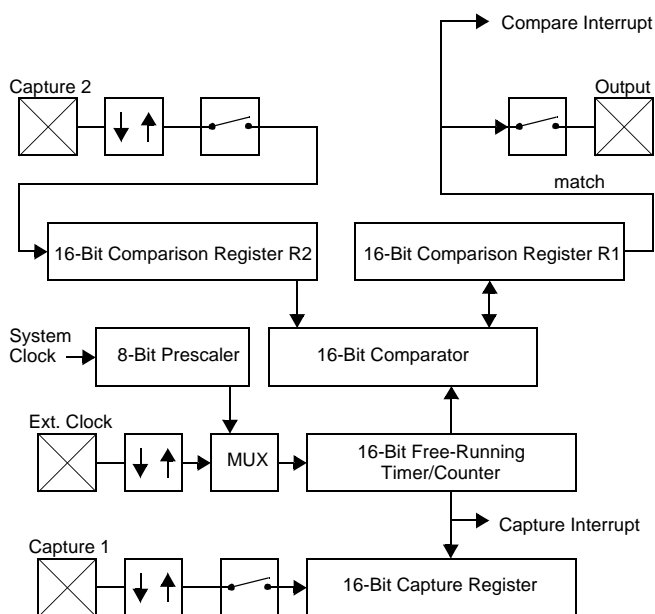 Compare Interrupt
Capture 2
Output
match
16-Bit Comparison Register R2
16-Bit Comparison Register R1
System
Clock
8-Bit Prescaler
16-Bit Comparator
Ext. Clock
MUX
16-Bit Free-Running
Timer/Counter
Capture Interrupt
Capture 1
16-Bit Capture Register